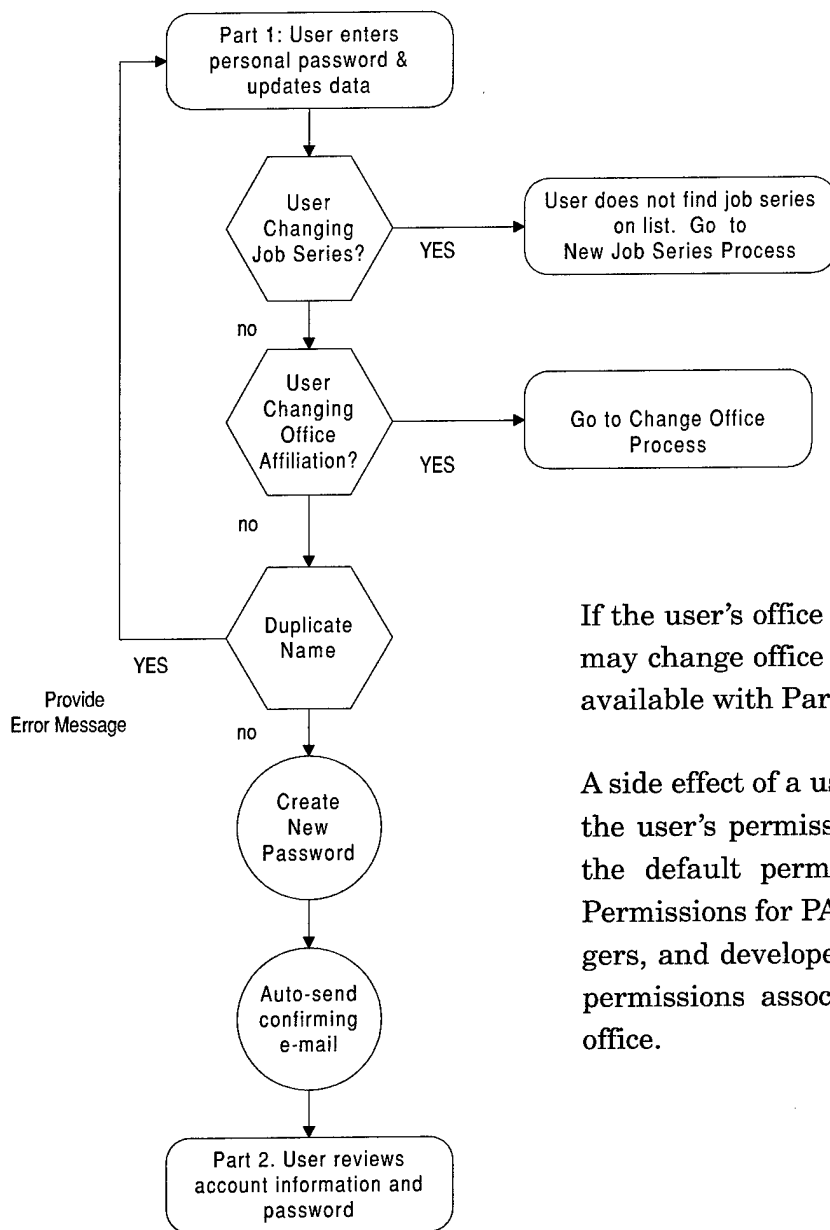 Part 1: User enters
personal password &
updates data
User
Changing
Job Series?
YES
User does not find job series
on list. Go to
New Job Series Process
no
User
Changing
Office
Affiliation?
YES
Go to Change Office
Process
no
Duplicate
Name
YES
Provide
Error Message
no
Create
New
Password
Auto-send
confirming
e-mail
Part 2. User reviews
account information and
password
If the user's office
may change office
available with Par
A side effect of a us
the user's permiss
the default perm
Permissions for PA
gers, and develope
permissions assoc
office.